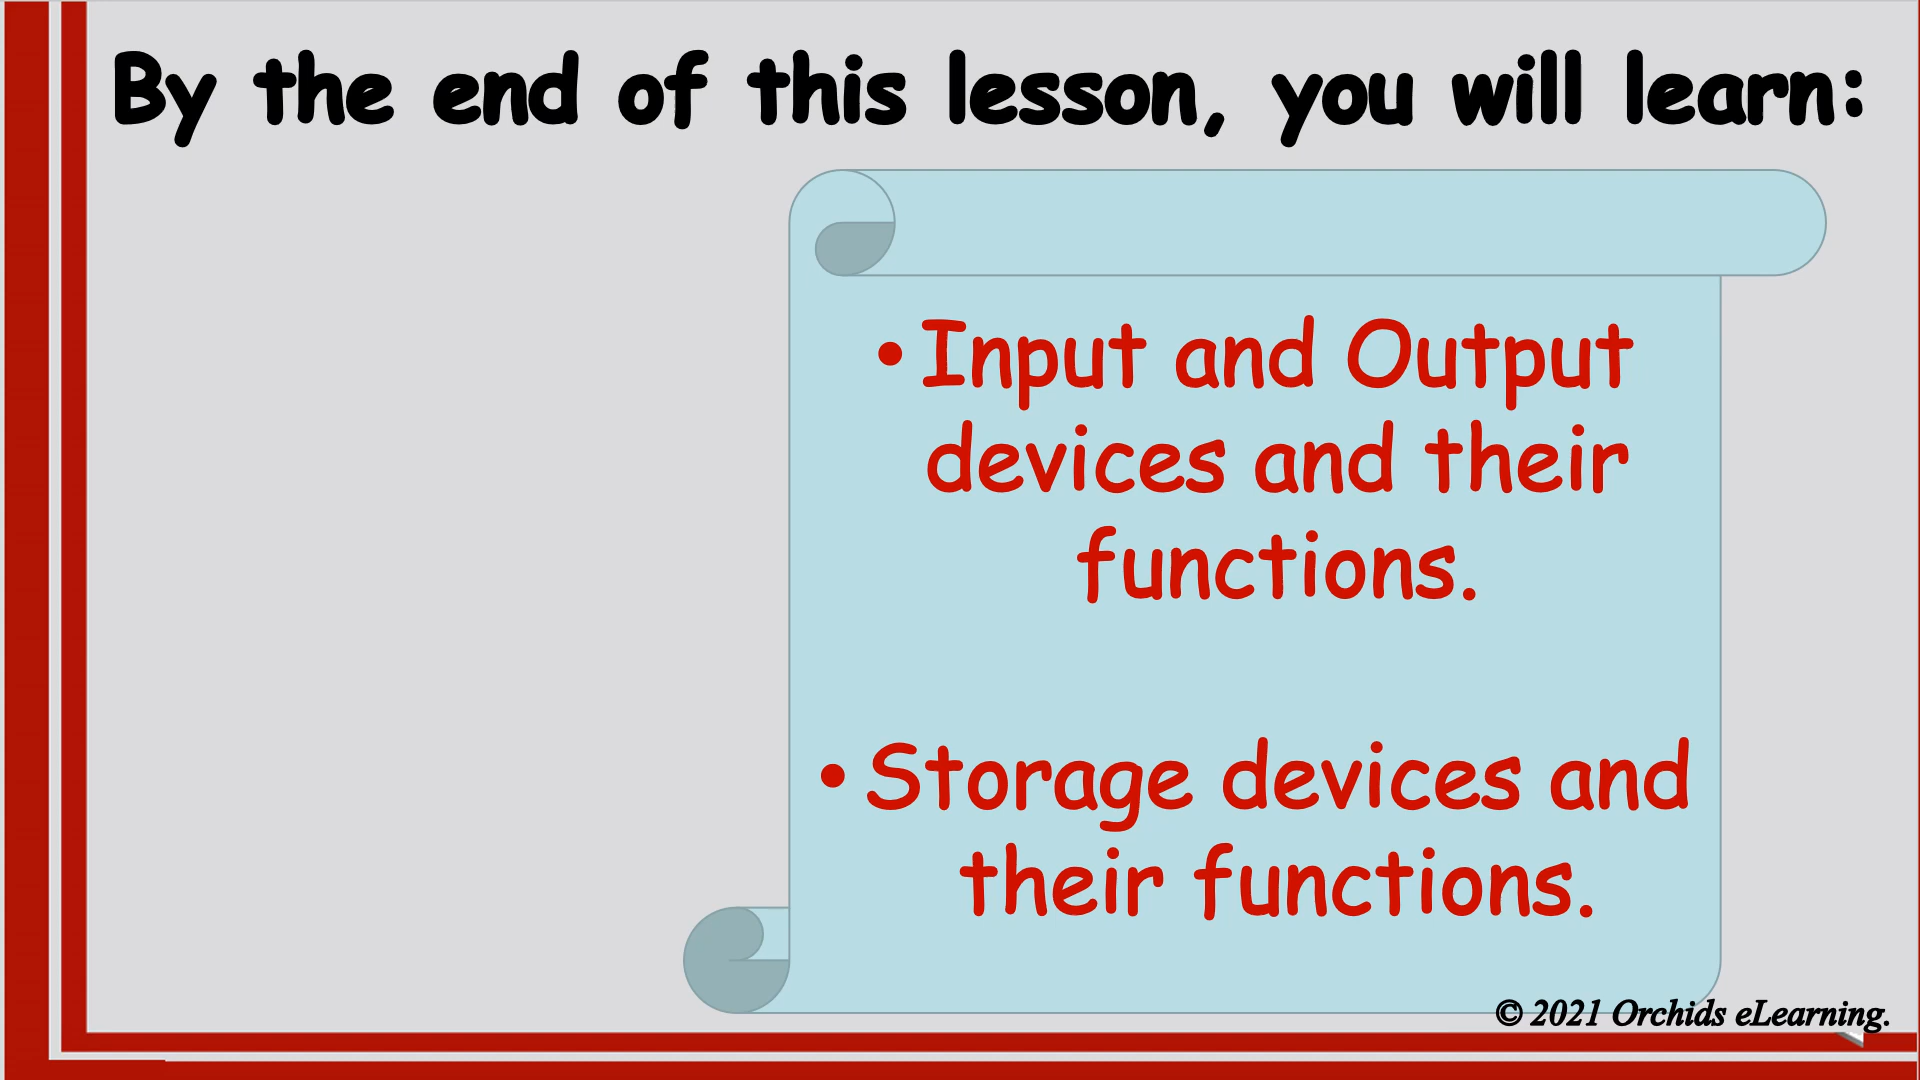 By the end of this lesson, you will learn:
•Input and Output
devices and their
functions.
•Storage devices and
their functions.
© 2021 Orchids eLearning.